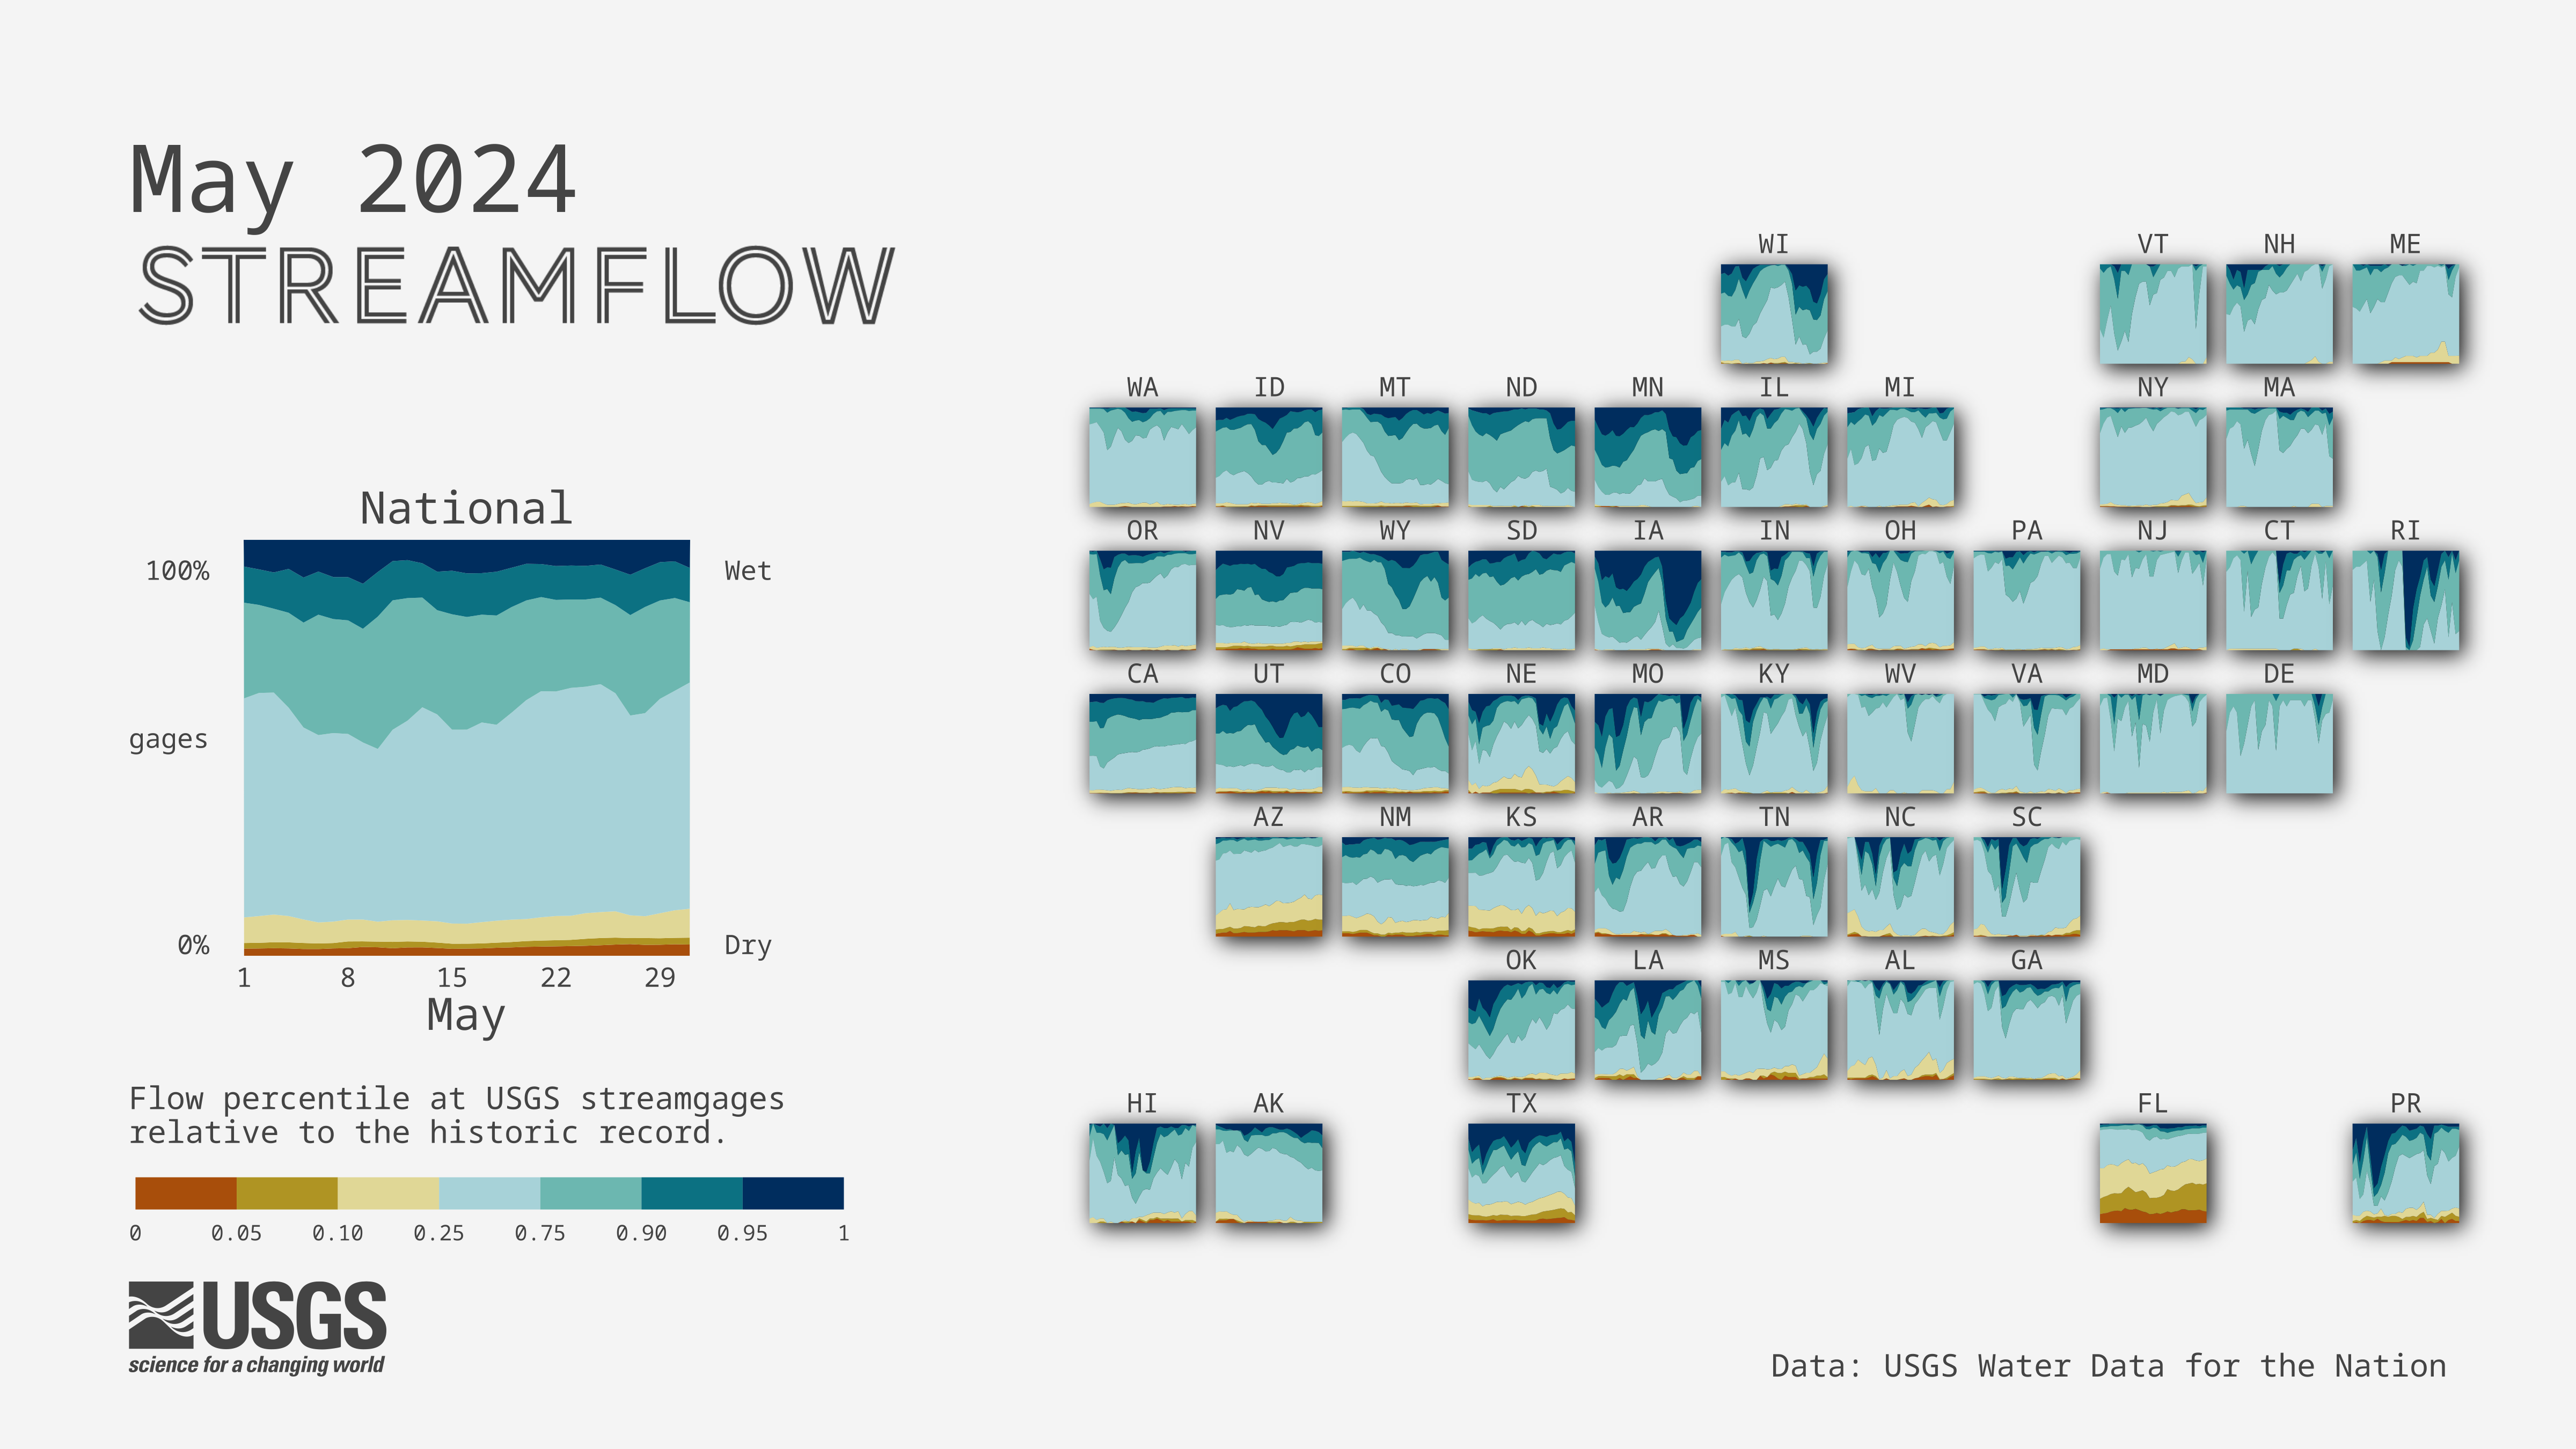 May 2024
STREAMFLOW
National
100%
Wet
gages
0%
Dry
1 8 15 22 29
May
Flow percentile at USGS streamgages
relative to the historic record.
0 0.05 0.10 0.25 0.75 0.90 0.95 1
USGS
science for a changing world
WI VT NH ME
WA ID MT ND MN IL MI NY MA
OR NV WY SD IA IN OH PA NJ CT RI
CA UT CO NE MO KY WV VA MD DE
AZ NM KS AR TN NC SC
OK LA MS AL GA
HI AK TX FL PR
Data: USGS Water Data for the Nation